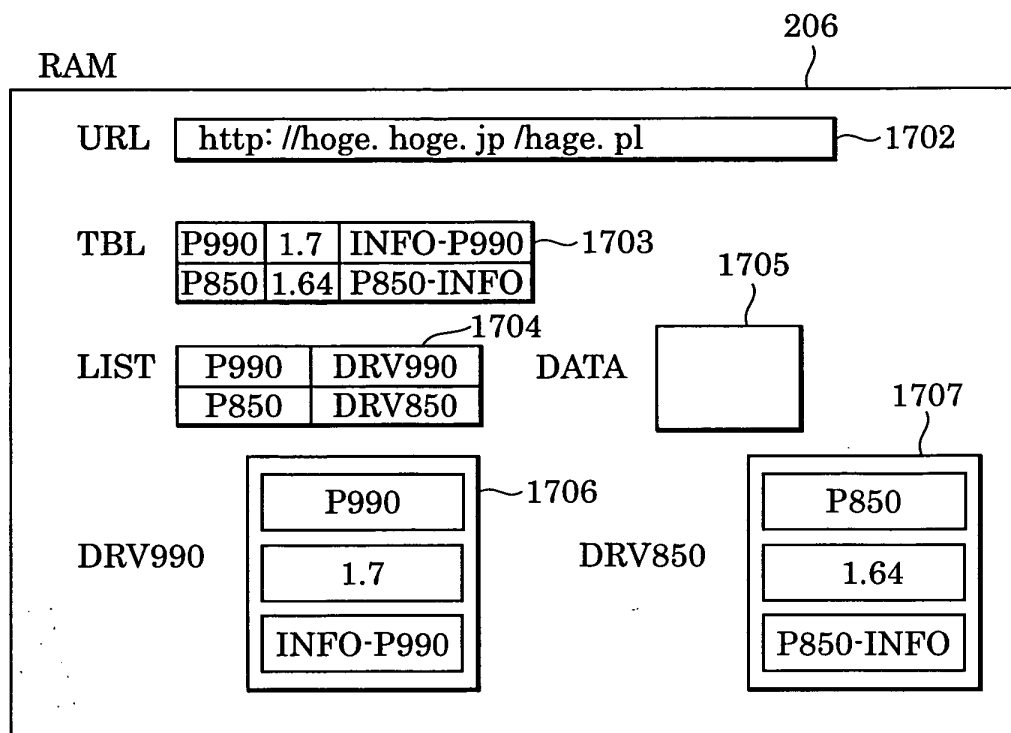 206
RAM
URL http: //hoge. hoge. jp /hage. pl 1702
TBL P990 1.7 INFO-P990 1703
P850 1.64 P850-INFO
1705
1704
LIST P990 DRV990 DATA
P850 DRV850
1707
P990 1706 P850
DRV990 1.7 DRV850 1.64
INFO-P990 P850-INFO